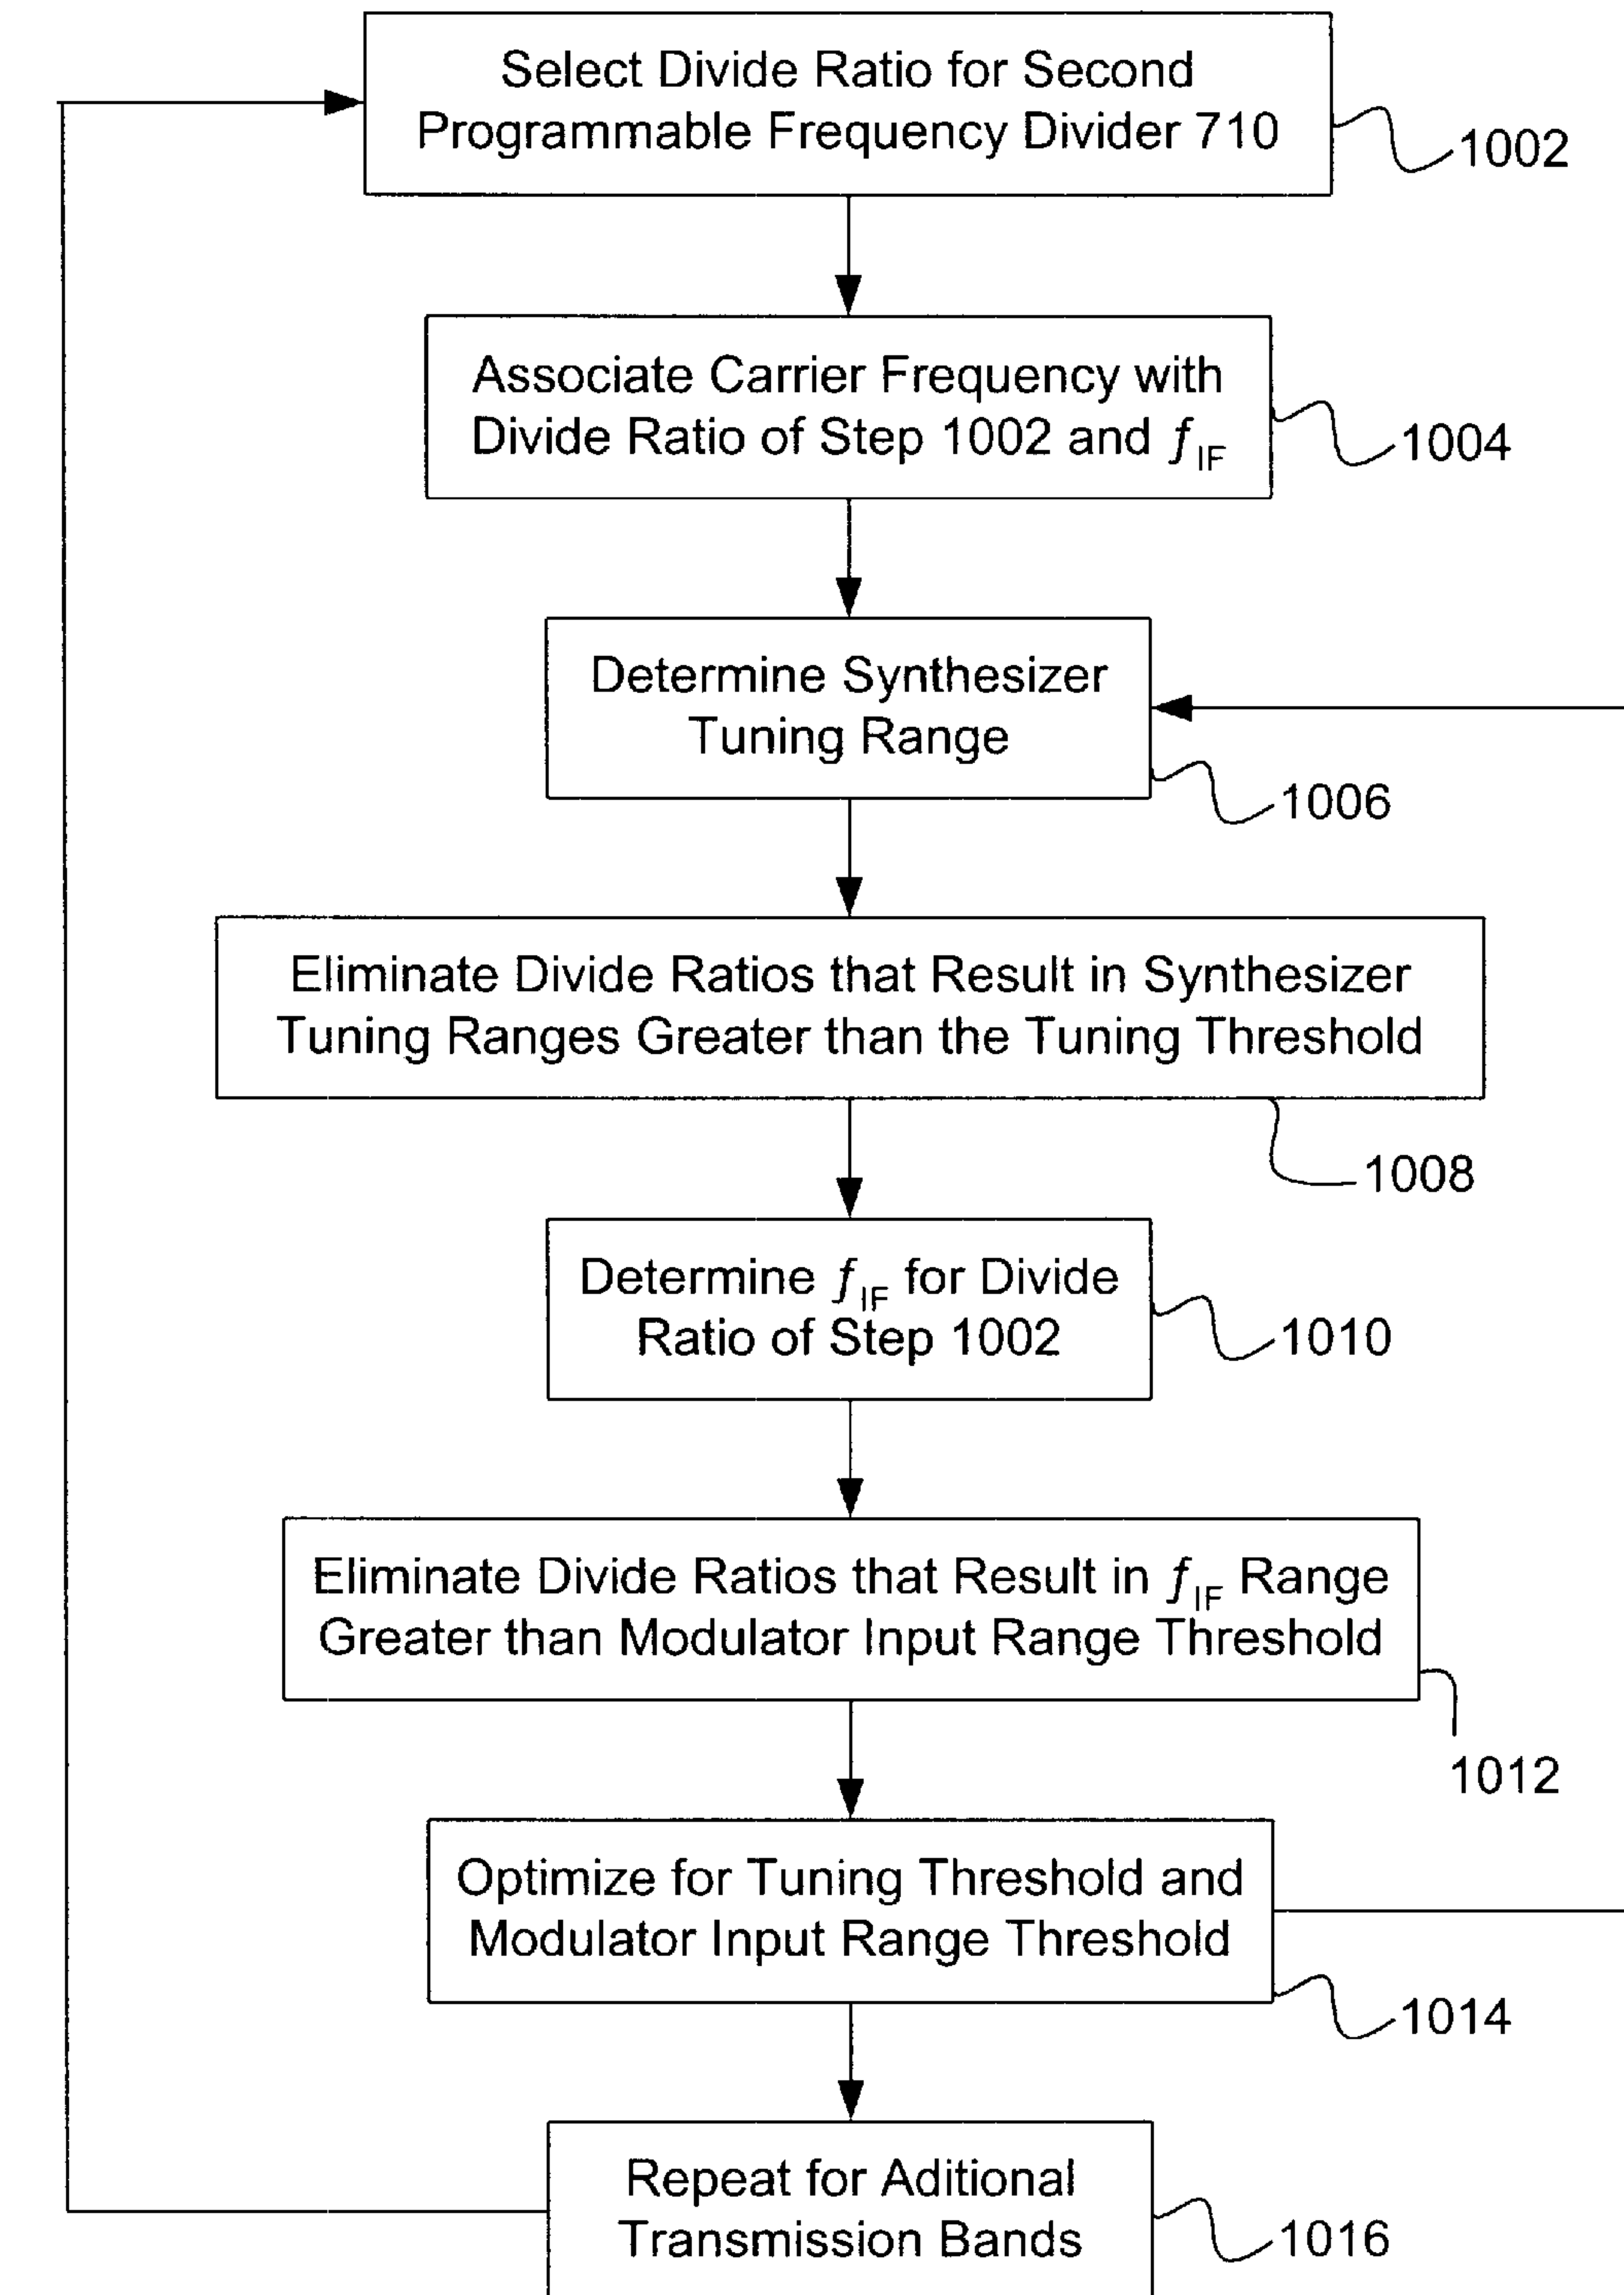 Select Divide Ratio for Second
Programmable Frequency Divider 710
1002
Associate Carrier Frequency with
Divide Ratio of Step 1002 and ƒIF
1004
Determine Synthesizer
Tuning Range
1006
Eliminate Divide Ratios that Result in Synthesizer
Tuning Ranges Greater than the Tuning Threshold
1008
Determine ƒIF for Divide
Ratio of Step 1002
1010
Eliminate Divide Ratios that Result in ƒIF Range
Greater than Modulator Input Range Threshold
1012
Optimize for Tuning Threshold and
Modulator Input Range Threshold
1014
Repeat for Aditional
Transmission Bands
1016